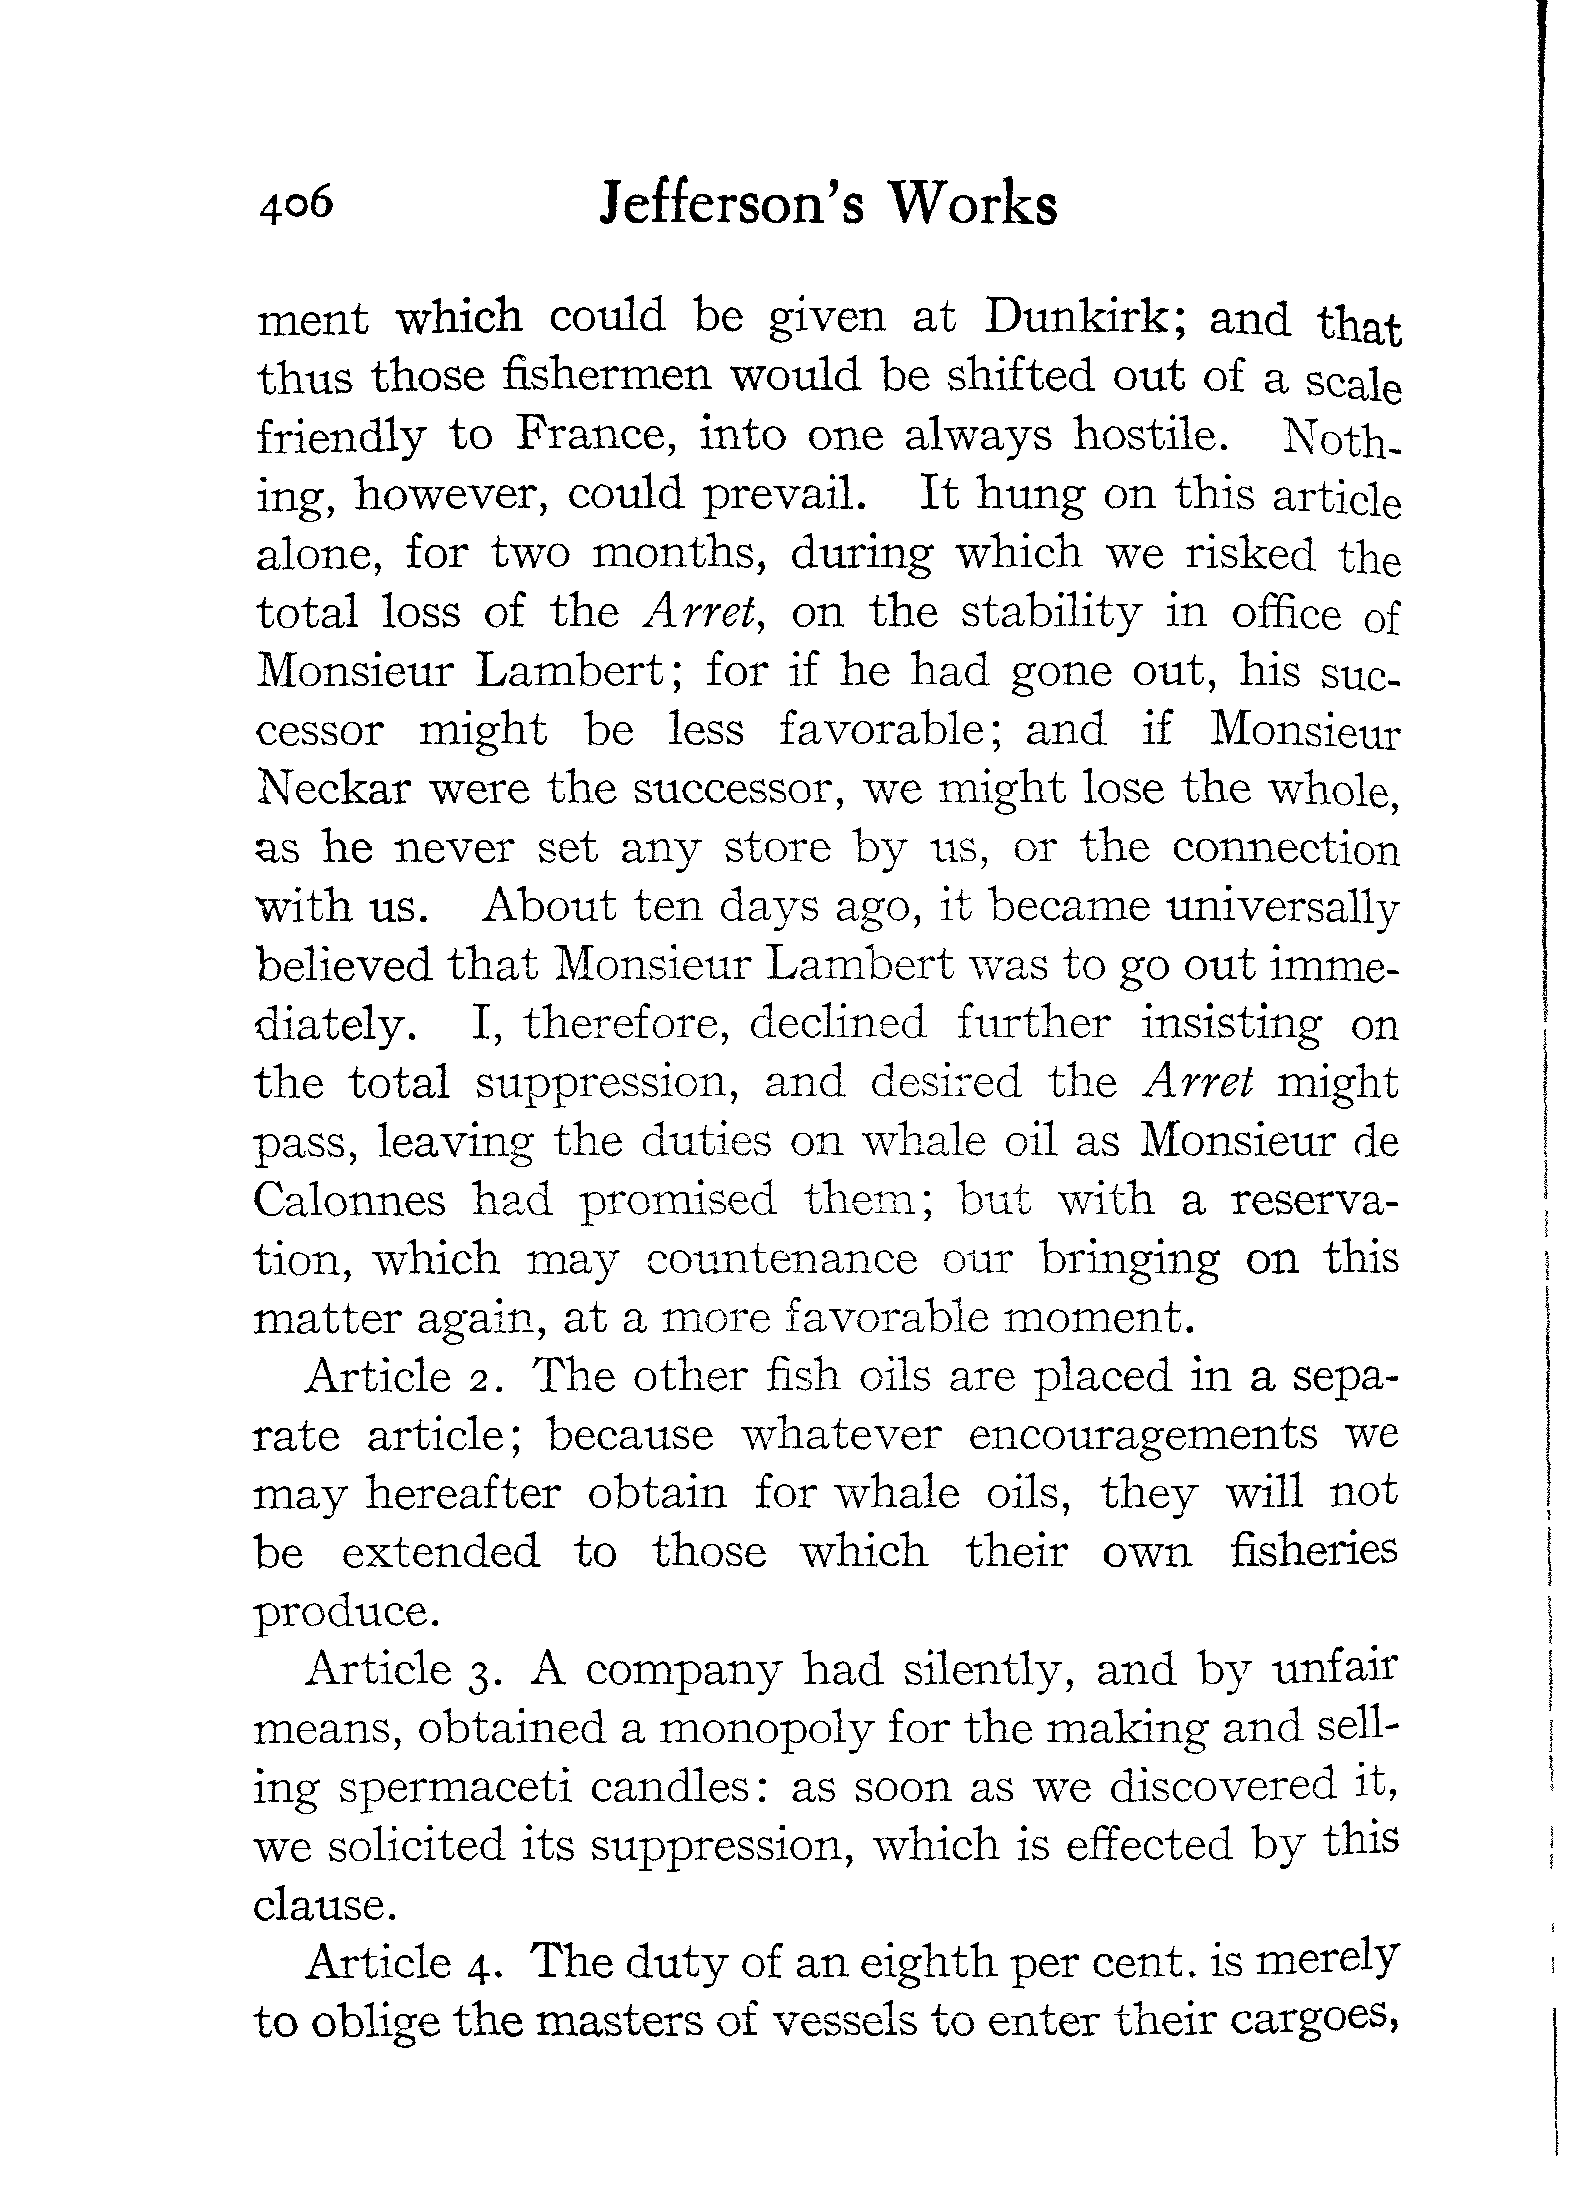 406 Jefferson's Works
ment which could be given at Dunkirk; and that
thus those fishermen would be shifted out of a scale
friendly to France, into one always hostile. Noth-
ing, however, could prevail. It hung on this article
alone, for two months, during which we risked the
total loss of the Arret, on the stability in office of
Monsieur Lambert; for if he had gone out, his suc-
cessor might be less favorable; and if Monsieur
Neckar were the successor, we might lose the whole,
as he never set any store by us, or the connection
with us. About ten days ago, it became universally
believed that Monsieur Lambert was to go out imme-
diately. I, therefore, declined further insisting on
the total suppression, and desired the Arret might
pass, leaving the duties on whale oil as Monsieur de
Calonnes had promised them; but with a reserva-
tion, which may countenance our bringing on this
matter again, at a more favorable moment.
Article 2. The other fish oils are placed in a sepa-
rate article; because whatever encouragements we
may hereafter obtain for whale oils, they will not
be extended to those which their own fisheries
produce.
Article 3. A company had silently, and by unfair
means, obtained a monopoly for the making and sell-
ing spermaceti candles: as soon as we discovered it,
we solicited its suppression, which is effected by this
clause.
Article 4. The duty of an eighth per cent. is merely
to oblige the masters of vessels to enter their cargoes,